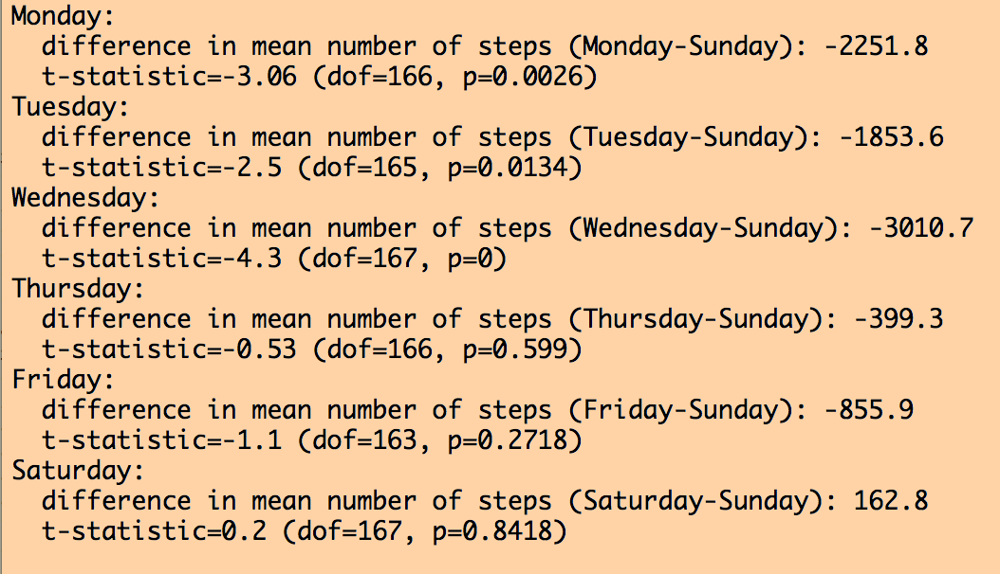 Monday:
difference in mean number of steps (Monday-Sunday): -2251.8
t-statistic=-3.06 (dof=166, p=0.0026)
Tuesday:
difference in mean number of steps (Tuesday-Sunday): -1853.6
t-statistic=-2.5 (dof=165, p=0.0134)
Wednesday:
difference in mean number of steps (Wednesday-Sunday): -3010.7
t-statistic=-4.3 (dof=167, p=0)
Thursday:
difference in mean number of steps (Thursday-Sunday): -399.3
t-statistic=-0.53 (dof=166, p=0.599)
Friday:
difference in mean number of steps (Friday-Sunday): -855.9
t-statistic=-1.1 (dof=163, p=0.2718)
Saturday:
difference in mean number of steps (Saturday-Sunday): 162.8
t-statistic=0.2 (dof=167, p=0.8418)